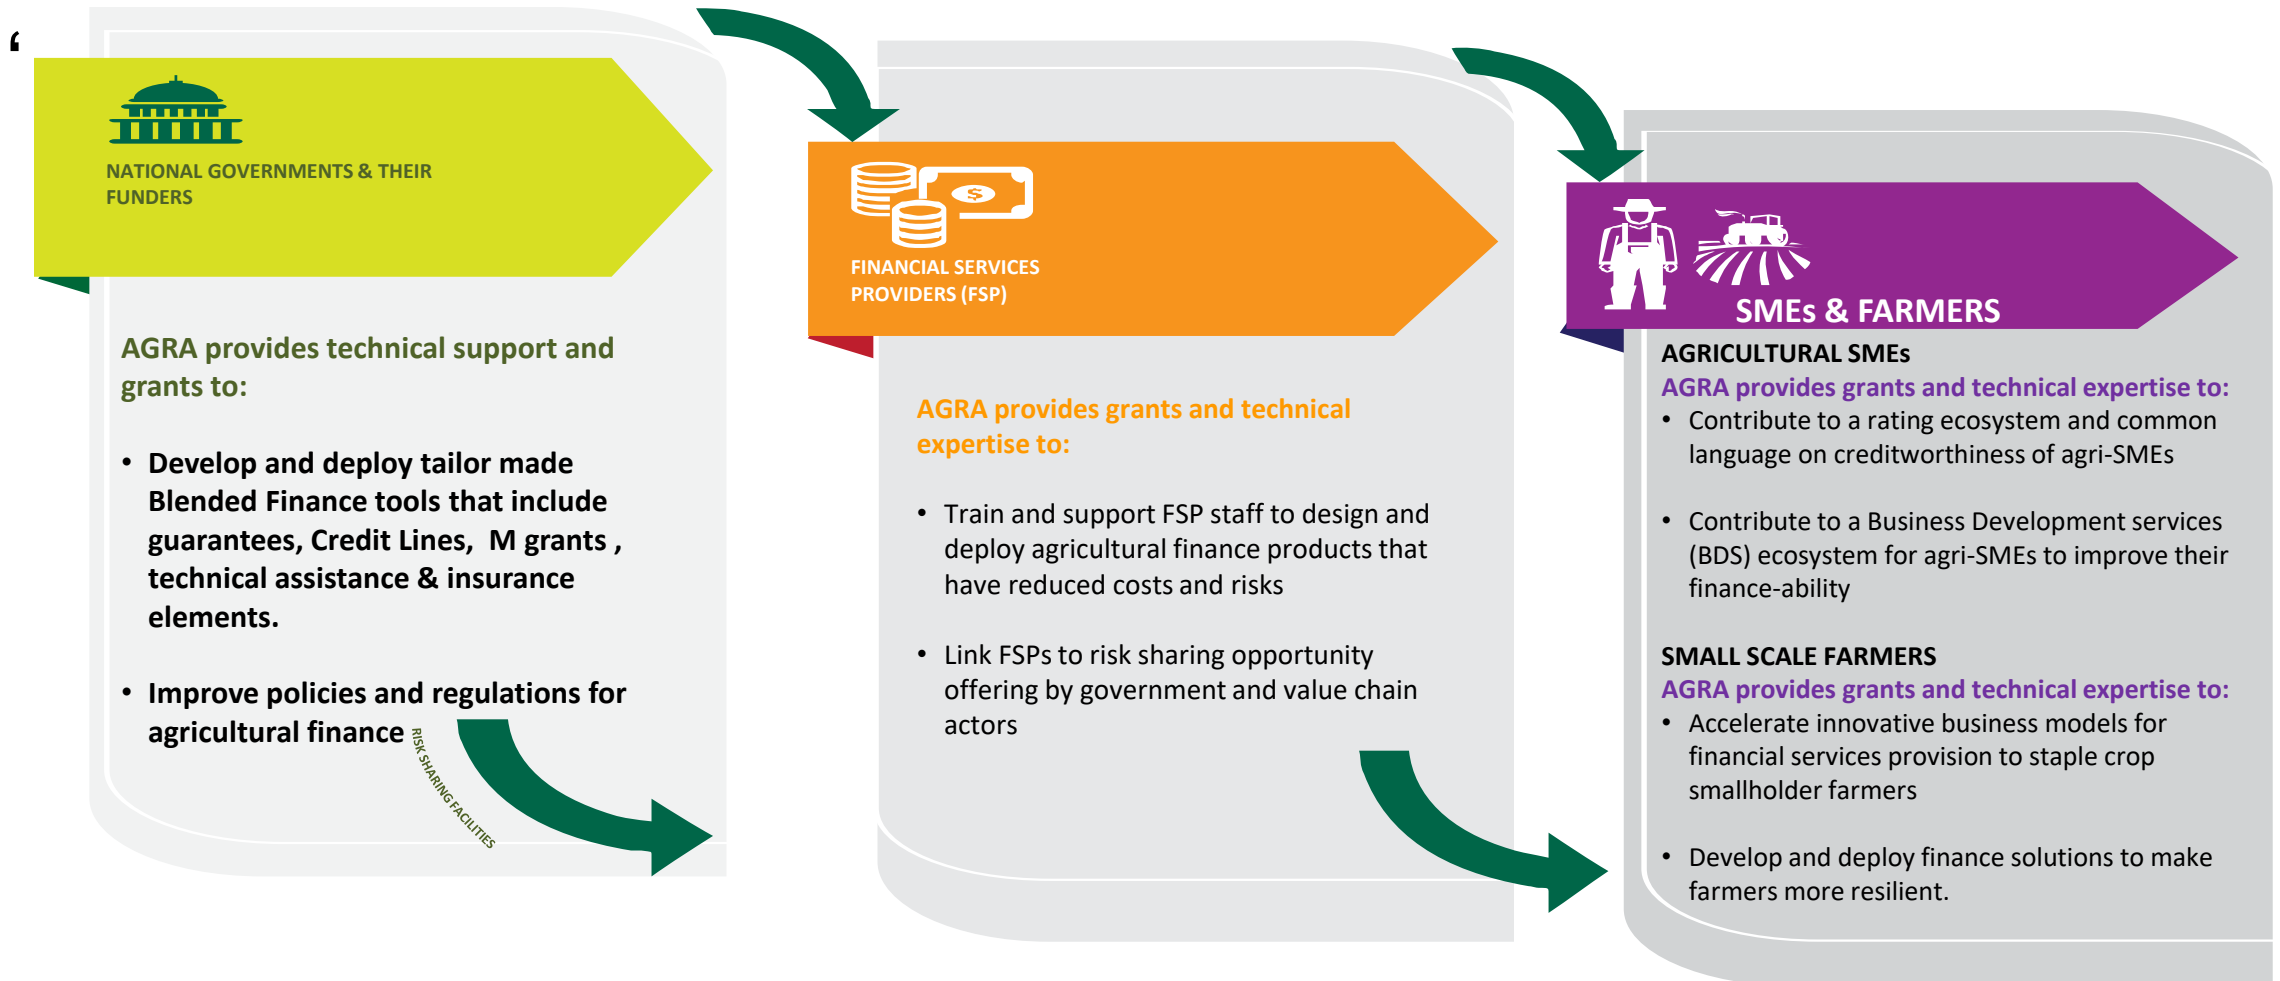 ‘
NATIONAL GOVERNMENTS & THEIR
FUNDERS
AGRA provides technical support and
grants to:
• Develop and deploy tailor made
Blended Finance tools that include
guarantees, Credit Lines, M grants ,
technical assistance & insurance
elements.
• Improve policies and regulations for
agricultural finance
RISK SHARING FACILITIES
$
FINANCIAL SERVICES
PROVIDERS (FSP)
AGRA provides grants and technical
expertise to:
• Train and support FSP staff to design and
deploy agricultural finance products that
have reduced costs and risks
• Link FSPs to risk sharing opportunity
offering by government and value chain
actors
SMEs & FARMERS
AGRICULTURAL SMEs
AGRA provides grants and technical expertise to:
• Contribute to a rating ecosystem and common
language on creditworthiness of agri-SMEs
• Contribute to a Business Development services
(BDS) ecosystem for agri-SMEs to improve their
finance-ability
SMALL SCALE FARMERS
AGRA provides grants and technical expertise to:
• Accelerate innovative business models for
financial services provision to staple crop
smallholder farmers
• Develop and deploy finance solutions to make
farmers more resilient.